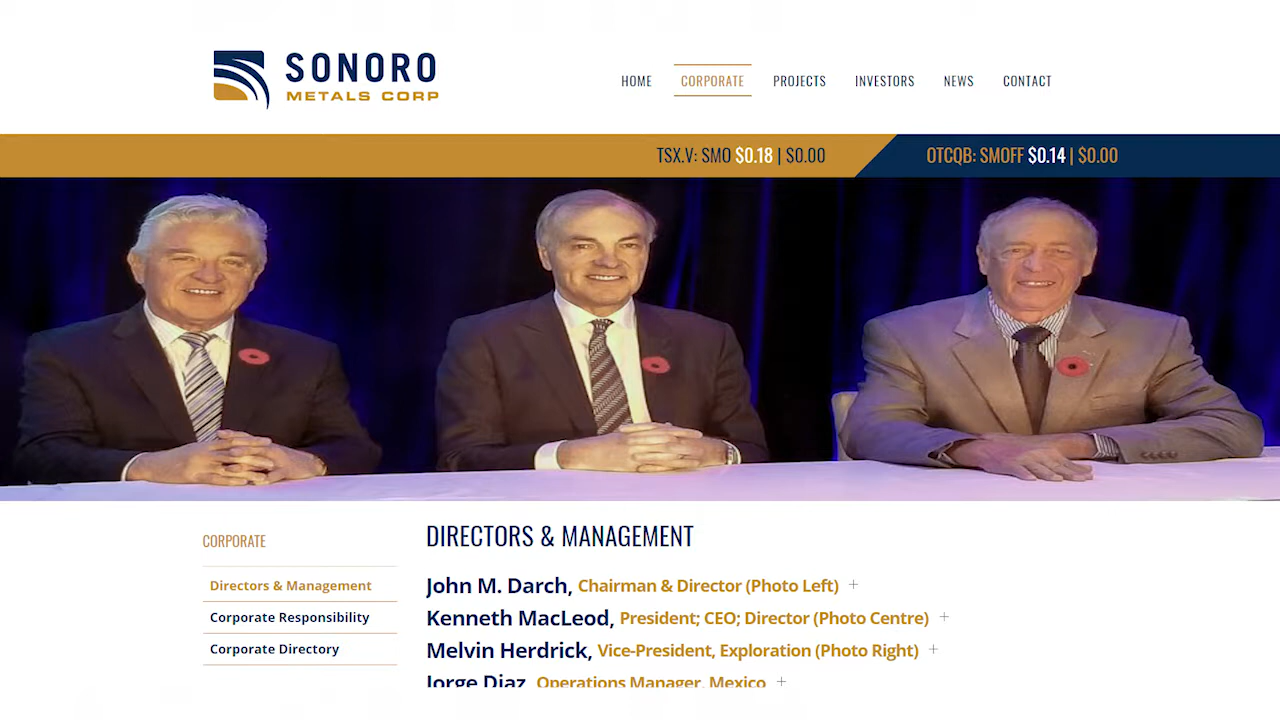 SONORO
METALS CORP
HOME CORPORATE PROJECTS INVESTORS NEWS CONTACT
TSX.V: SMO $0.18 | $0.00 OTCQB: SMOFF $0.14 | $0.00
CORPORATE
Directors & Management
Corporate Responsibility
Corporate Directory
DIRECTORS & MANAGEMENT
John M. Darch, Chairman & Director (Photo Left) +
Kenneth MacLeod, President; CEO; Director (Photo Centre) +
Melvin Herdrick, Vice-President, Exploration (Photo Right) +
Jorge Diaz, Operations Manager, Mexico +